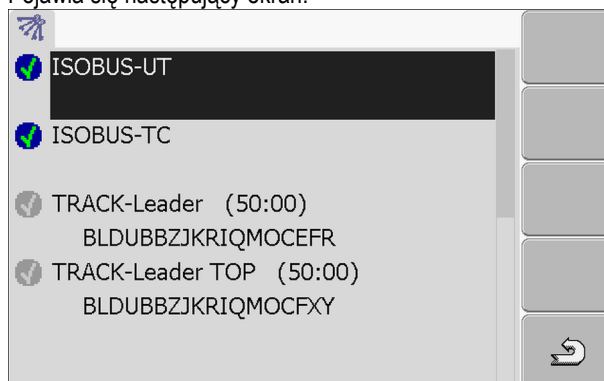 Pojawia się następujący ekran:
ISOBUS-UT
ISOBUS-TC
TRACK-Leader (50:00)
BLDUBBZJKRIQMOCEFR
TRACK-Leader TOP (50:00)
BLDUBBZJKRIQMOCFXY